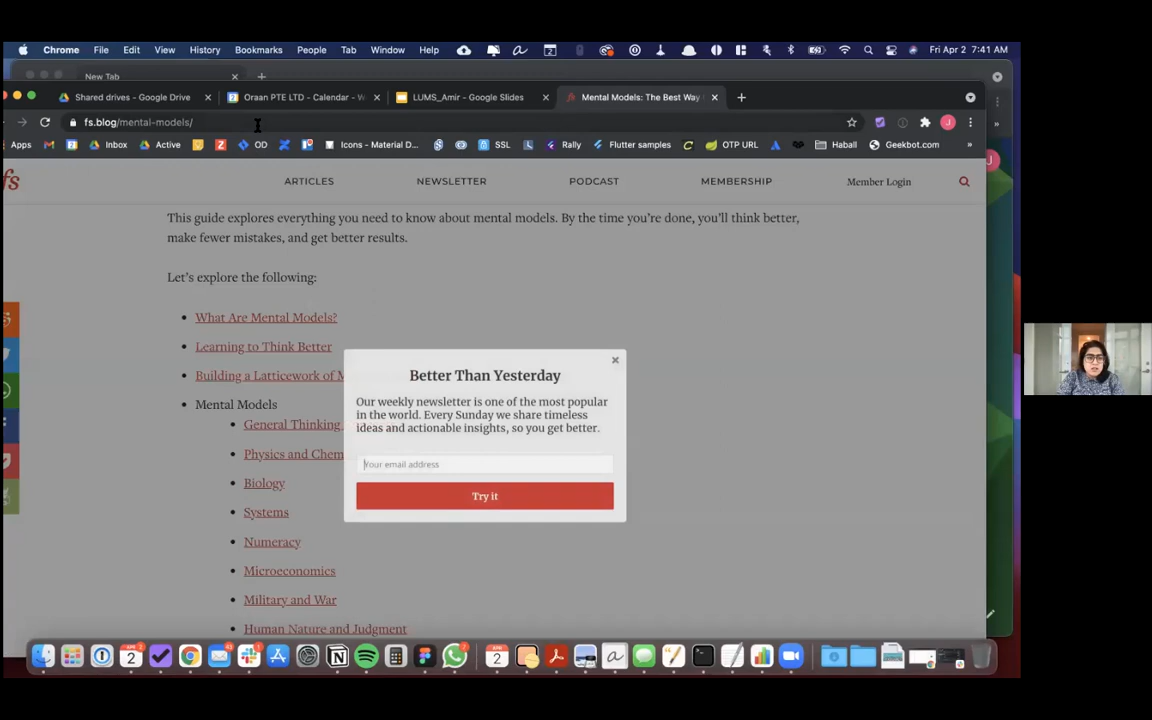 Chrome File Edit View History Bookmarks People Tab Window Help Fri Apr 2 7:41 AM
New Tab
Shared drives - Google Drive Oraan PTE LTD - Calendar - W LUMS_Amir - Google Slides Mental Models: The Best Way
fs.blog/mental-models/
Apps Inbox Active OD Icons - Material D... SSL Rally Flutter samples OTP URL Haball Geekbot.com
fs ARTICLES NEWSLETTER PODCAST MEMBERSHIP Member Login
This guide explores everything you need to know about mental models. By the time you're done, you'll think better,
make fewer mistakes, and get better results.
Let's explore the following:
What Are Mental Models?
Learning to Think Better
Building a Latticework of M
Mental Models
General Thinking
Physics and Chem
Biology
Systems
Numeracy
Microeconomics
Military and War
Human Nature and Judgment
Better Than Yesterday
Our weekly newsletter is one of the most popular
in the world. Every Sunday we share timeless
ideas and actionable insights, so you get better.
Your email address
Try it